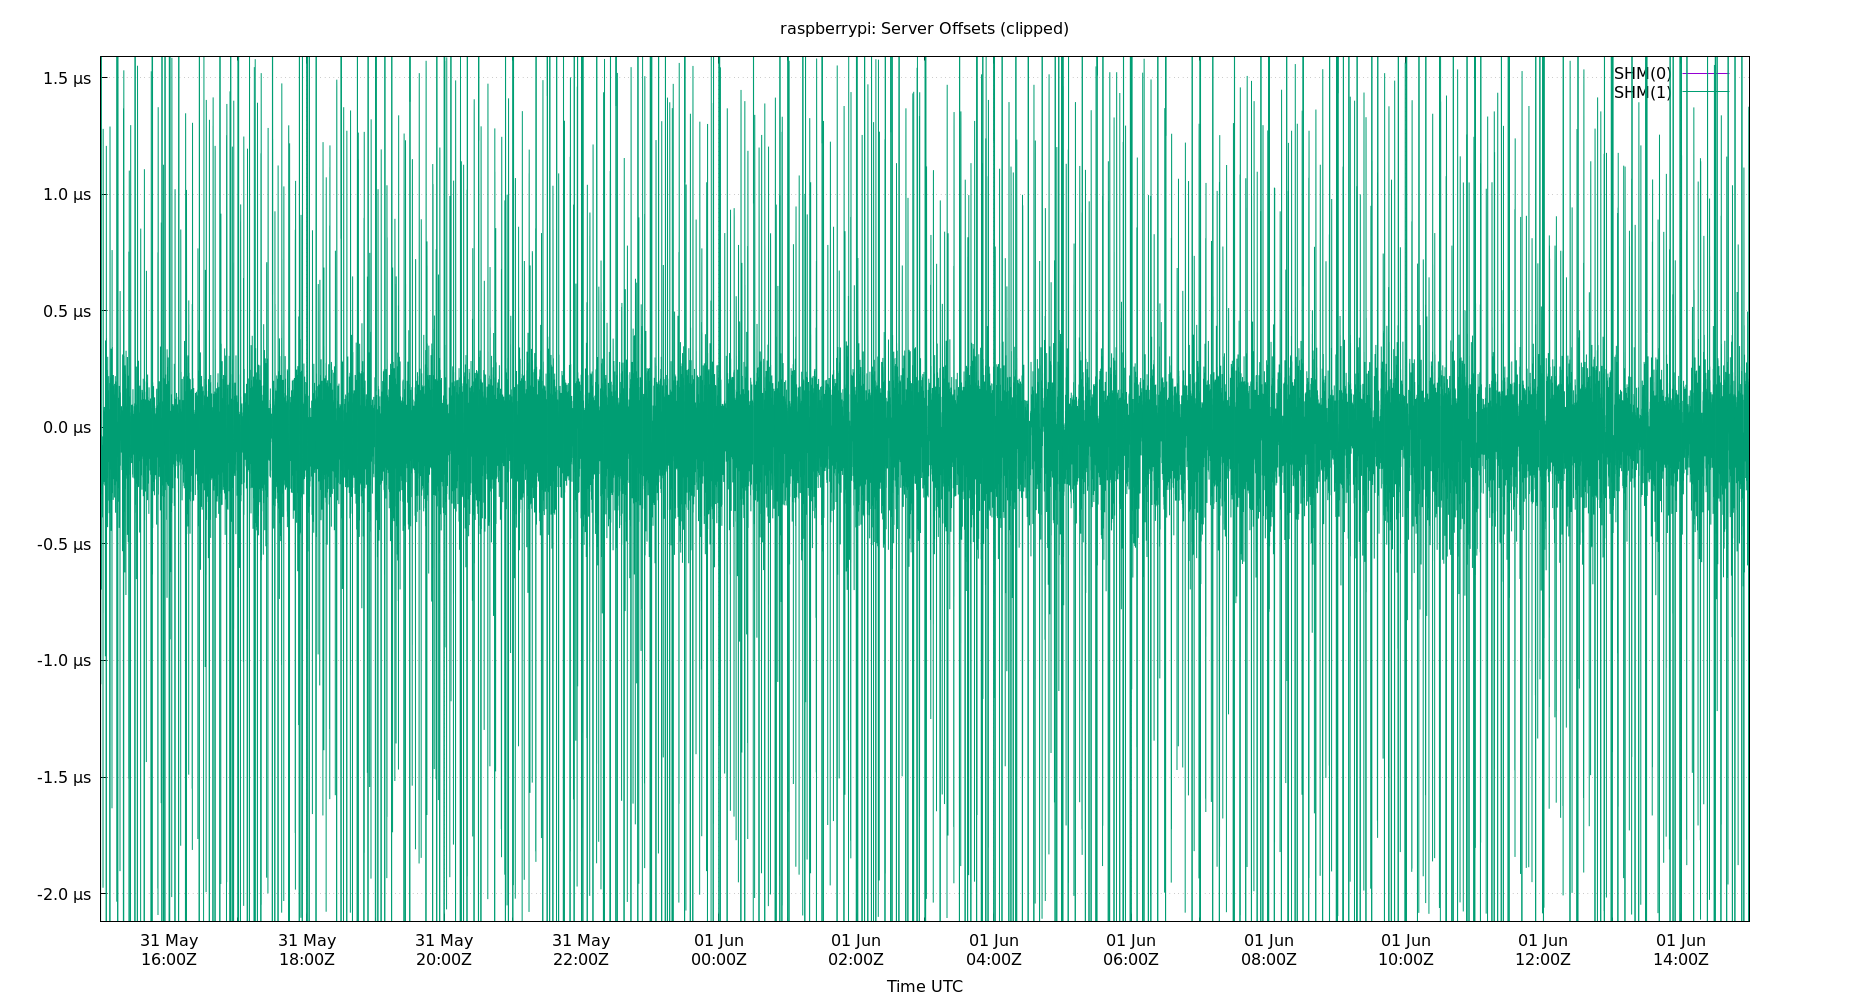 raspberrypi: Server Offsets (clipped)
SHM(0)
SHM(1)
1.5 µs
1.0 µs
0.5 µs
0.0 µs
-0.5 µs
-1.0 µs
-1.5 µs
-2.0 µs
31 May 31 May 31 May 31 May 01 Jun 01 Jun 01 Jun 01 Jun 01 Jun 01 Jun 01 Jun 01 Jun
16:00Z 18:00Z 20:00Z 22:00Z 00:00Z 02:00Z 04:00Z 06:00Z 08:00Z 10:00Z 12:00Z 14:00Z
Time UTC